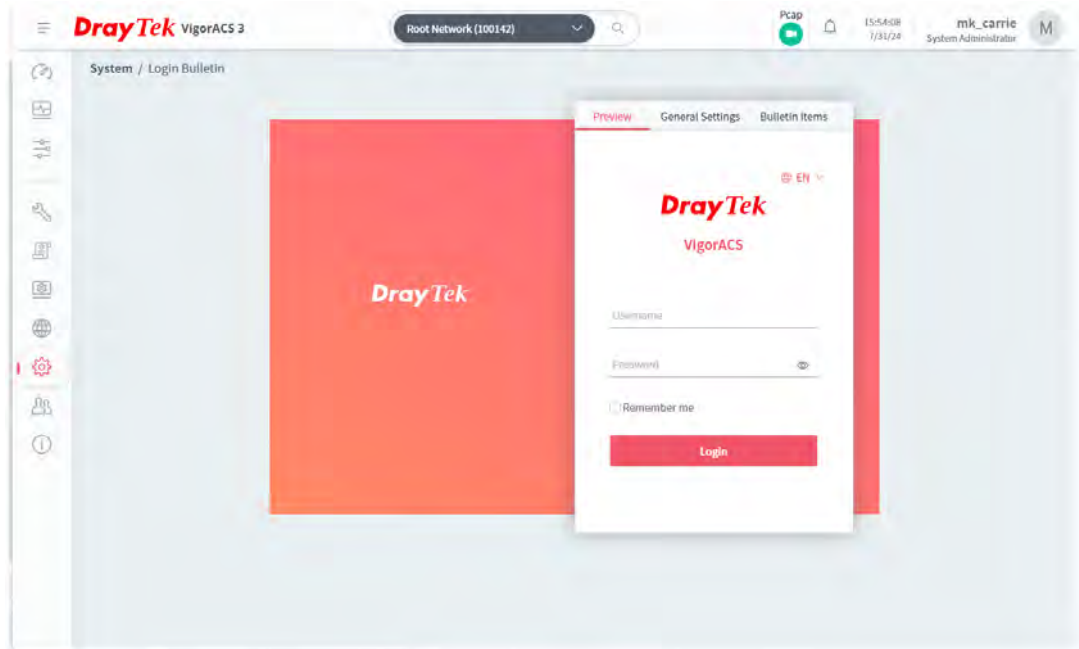 DrayTek VigorACS 3
Root Network (100142)
Pcap
15:54:08
7/31/24
mk_carrie
System Administrator
M
System / Login Bulletin
Preview General Settings Bulletin Items
EN
DrayTek
VigorACS
DrayTek
Username
Password
Remember me
Login